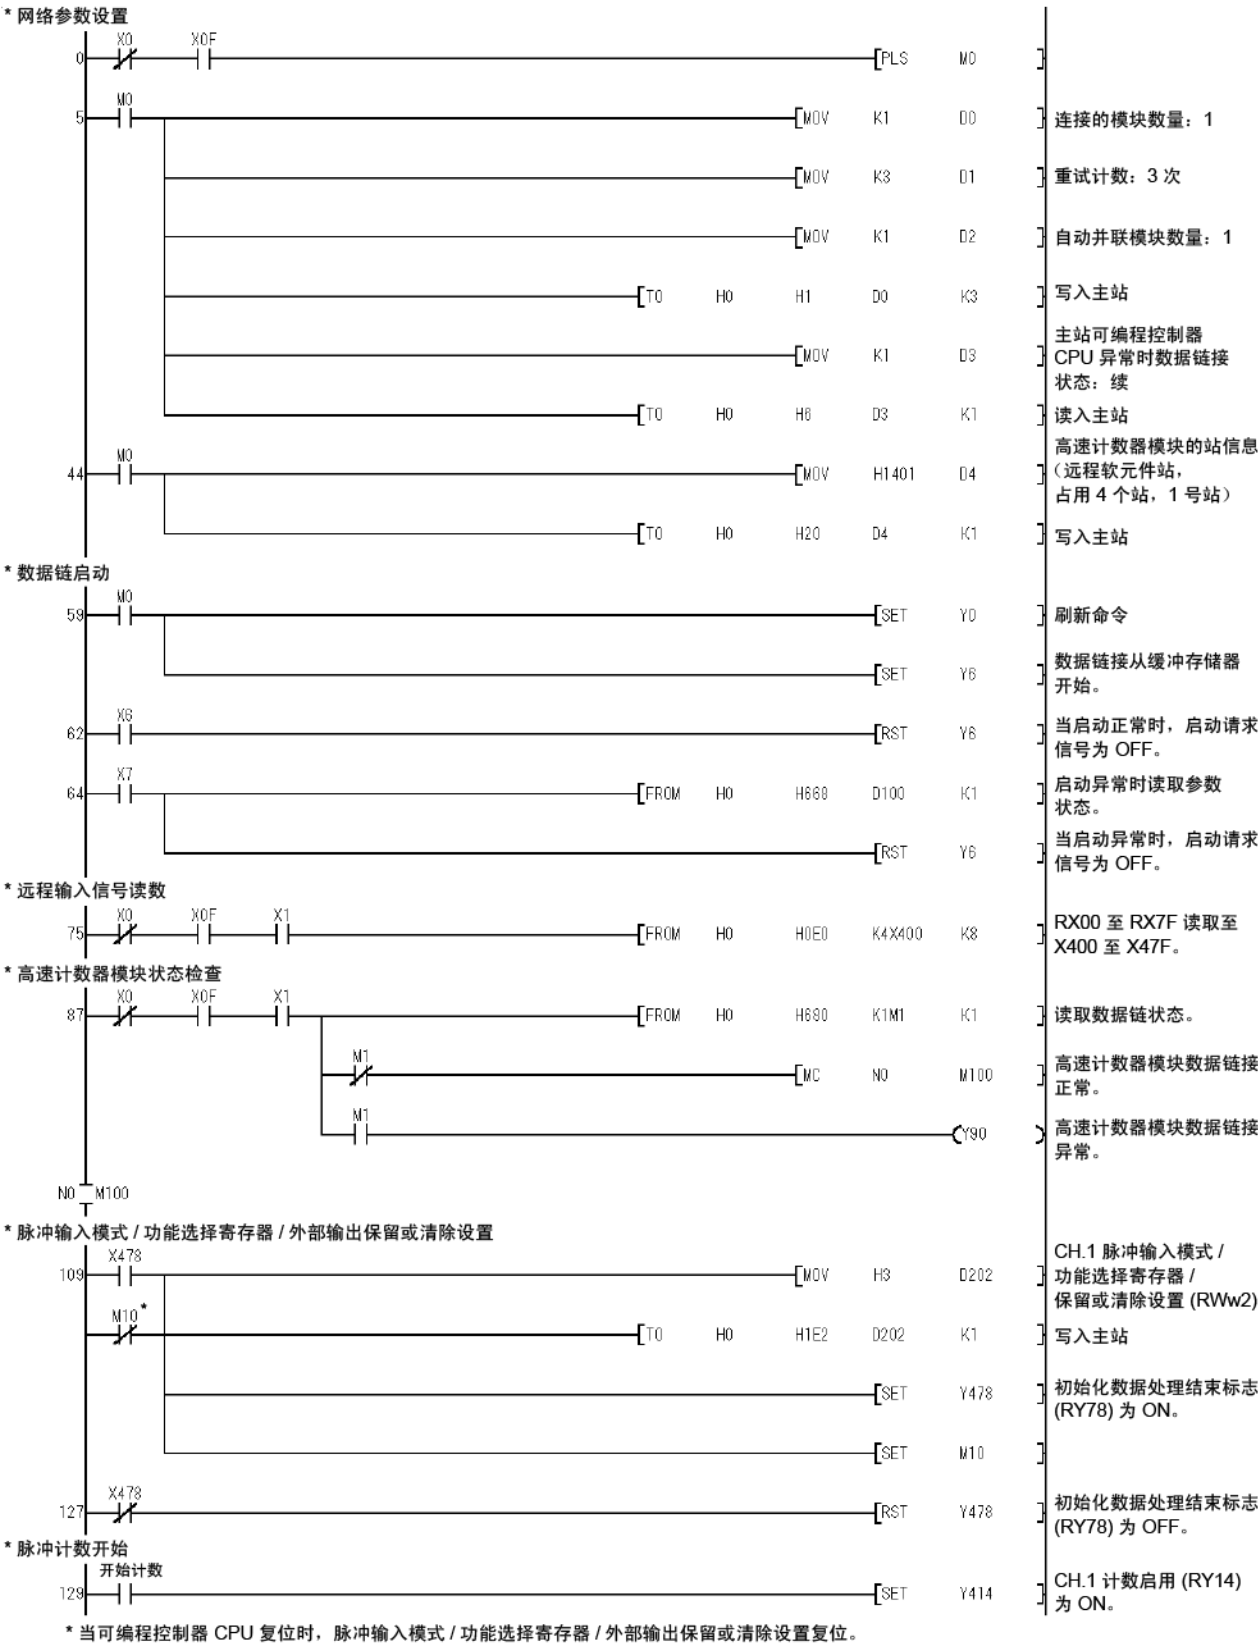 * 网络参数设置
X0 X0F
0 [PLS M0 ]
M0
5 [MOV K1 D0 ] 连接的模块数量：1
[MOV K3 D1 ] 重试计数：3 次
[MOV K1 D2 ] 自动并联模块数量：1
[TO H0 H1 D0 K3 ] 写入主站
主站可编程控制器
[MOV K1 D3 ] CPU 异常时数据链接
状态：续
[TO H0 H6 D3 K1 ] 读入主站
高速计数器模块的站信息
M0
44 [MOV H1401 D4 ] （远程软元件站，
占用 4 个站，1 号站）
[TO H0 H20 D4 K1 ] 写入主站
* 数据链启动
M0
59 [SET Y0 ] 刷新命令
[SET Y6 ] 数据链接从缓冲存储器
开始。
X6
62 [RST Y6 ] 当启动正常时，启动请求
信号为 OFF。
X7
64 [FROM H0 H668 D100 K1 ] 启动异常时读取参数
状态。
[RST Y6 ] 当启动异常时，启动请求
信号为 OFF。
* 远程输入信号读数
X0 X0F X1
75 [FROM H0 H0E0 K4X400 K8 ] RX00 至 RX7F 读取至
X400 至 X47F。
* 高速计数器模块状态检查
X0 X0F X1
87 [FROM H0 H680 K1M1 K1 ] 读取数据链状态。
M1
[MC N0 M100 ] 高速计数器模块数据链接
正常。
M1
(Y90 ) 高速计数器模块数据链接
异常。
N0 M100
* 脉冲输入模式 / 功能选择寄存器 / 外部输出保留或清除设置
X478
109 [MOV H3 D202 ] CH.1 脉冲输入模式 /
功能选择寄存器 /
保留或清除设置 (RWw2)
M10 *
[TO H0 H1E2 D202 K1 ] 写入主站
[SET Y478 ] 初始化数据处理结束标志
(RY78) 为 ON。
[SET M10 ]
X478
127 [RST Y478 ] 初始化数据处理结束标志
(RY78) 为 OFF。
* 脉冲计数开始
开始计数
129 [SET Y414 ] CH.1 计数启用 (RY14)
为 ON。
* 当可编程控制器 CPU 复位时，脉冲输入模式 / 功能选择寄存器 / 外部输出保留或清除设置复位。